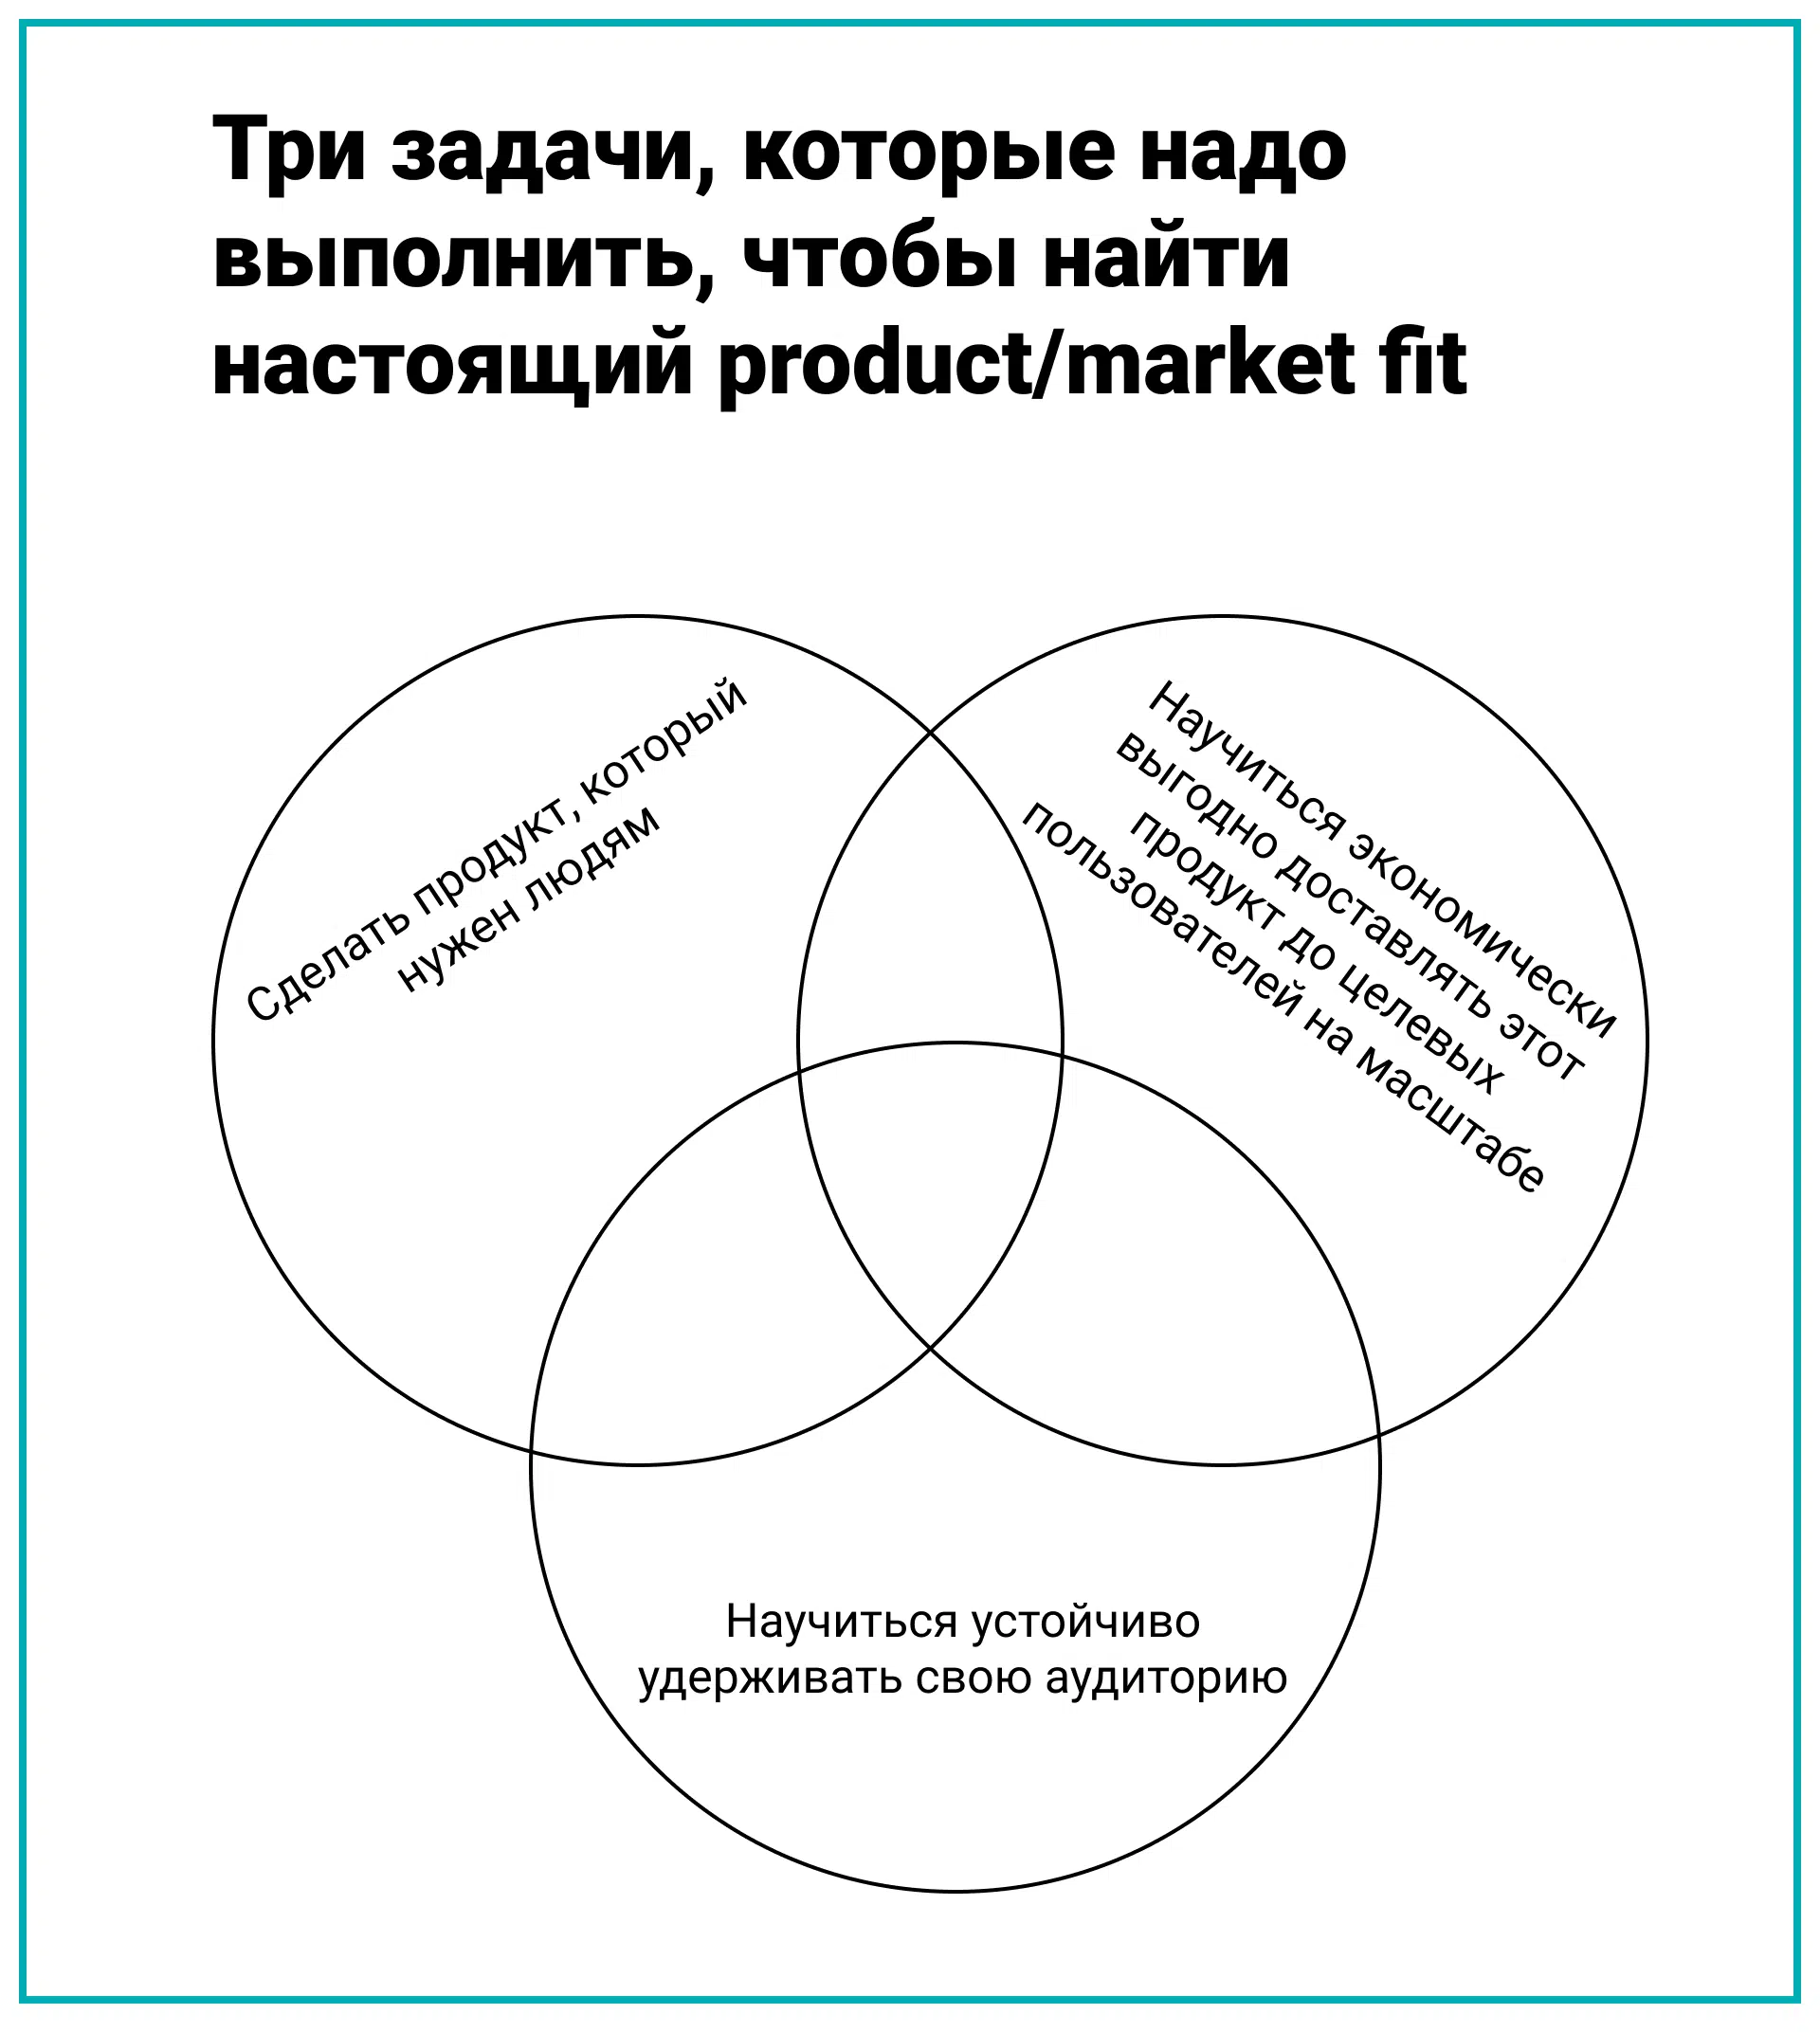 Три задачи, которые надо
выполнить, чтобы найти
настоящий product/market fit
Сделать продукт, который
нужен людям
Научиться экономически
выгодно доставлять этот
продукт до целевых
пользователей на масштабе
Научиться устойчиво
удерживать свою аудиторию